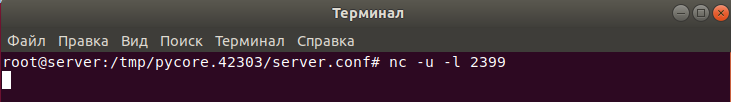 Терминал
Файл Правка Вид Поиск Терминал Справка
root@server:/tmp/pycore.42303/server.conf# nc -u -l 2399